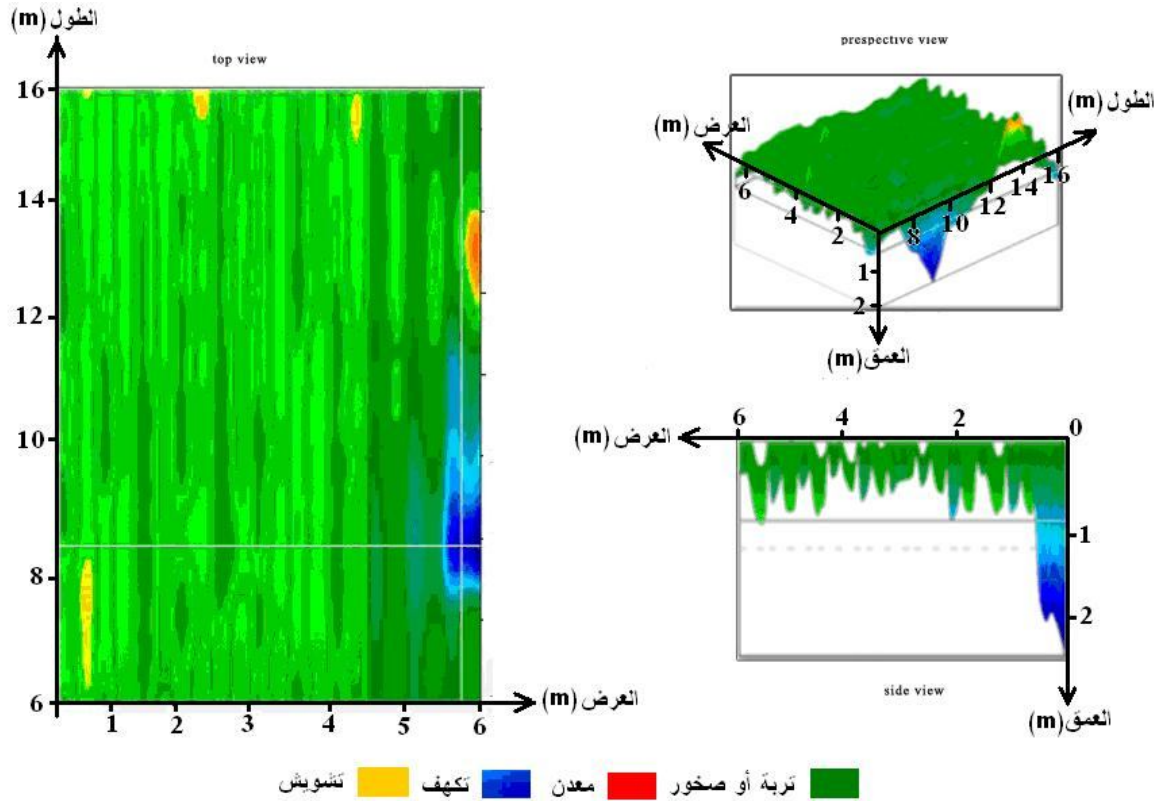 الطول (m)
top view
16
14
12
10
8
6
1 2 3 4 5 6
العرض (m)
prespective view
الطول (m)
العرض (m)
6 4 2
8 10 12 14 16
1
2
العمق (m)
6 4 2 0
العرض (m)
1
2
side view
العمق (m)
تربة أو صخور معدن تكهف تشويش